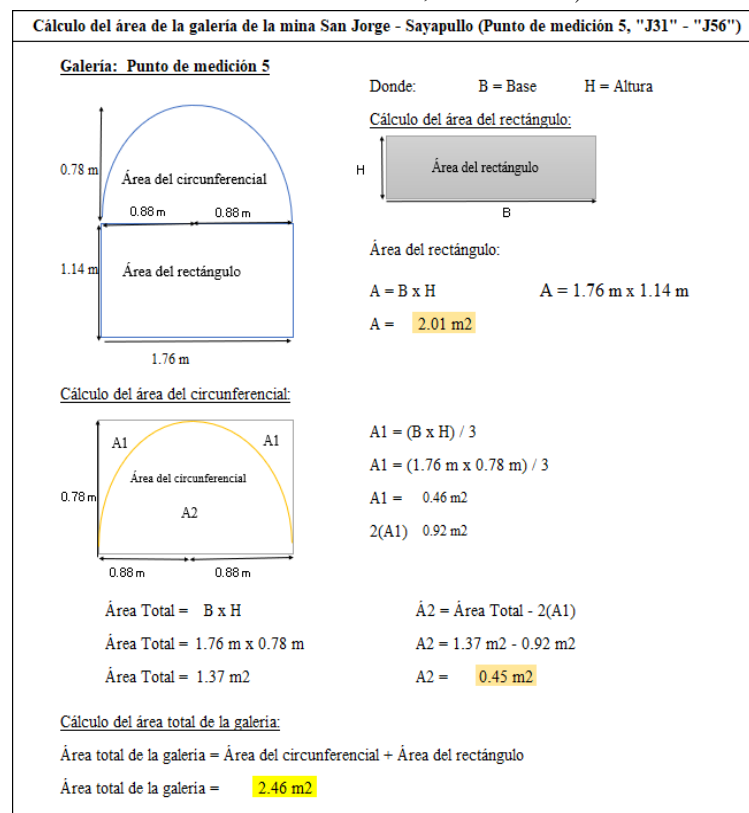 Cálculo del área de la galería de la mina San Jorge - Sayapullo (Punto de medición 5, "J31" - "J56")
Galería: Punto de medición 5
Donde: B = Base H = Altura
Cálculo del área del rectángulo:
0.78 m
Área del circunferencial
0.88 m 0.88 m
H
Área del rectángulo
B
1.14 m
Área del rectángulo
1.76 m
Área del rectángulo:
A = B x H A = 1.76 m x 1.14 m
A = 2.01 m2
Cálculo del área del circunferencial:
A1 A1
Área del circunferencial
0.78 m
A2
0.88 m 0.88 m
A1 = (B x H) / 3
A1 = (1.76 m x 0.78 m) / 3
A1 = 0.46 m2
2(A1) 0.92 m2
Área Total = B x H
Área Total = 1.76 m x 0.78 m
Área Total = 1.37 m2
Á2 = Área Total - 2(A1)
A2 = 1.37 m2 - 0.92 m2
A2 = 0.45 m2
Cálculo del área total de la galería:
Área total de la galería = Área del circunferencial + Área del rectángulo
Área total de la galería = 2.46 m2